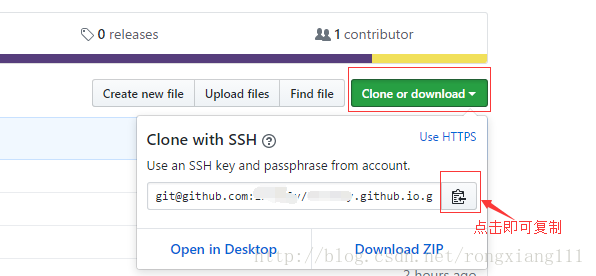 0 releases
1 contributor
Create new file
Upload files
Find file
Clone or download
Clone with SSH
Use HTTPS
Use an SSH key and passphrase from account.
git@github.com: / .github.io.g
点击即可复制
Open in Desktop
Download ZIP
http://blog.csdn.net/rongxiang111
2 hours ago